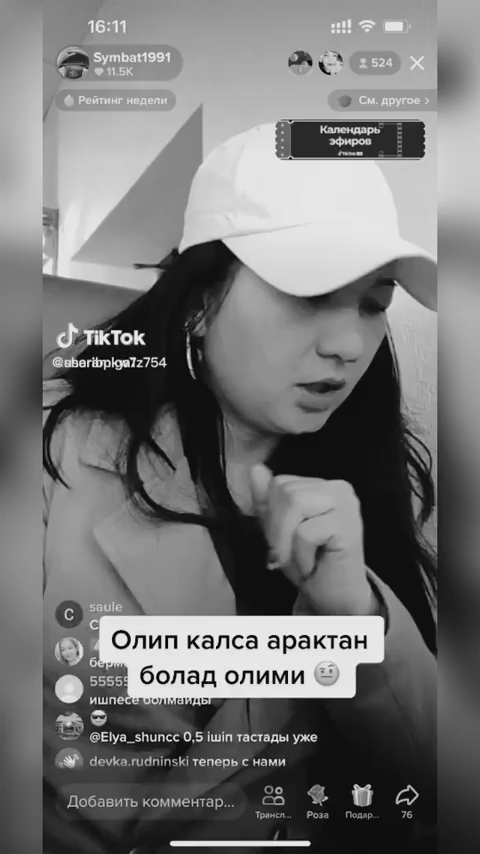 16:11
Symbat1991
11.5K
524
Рейтинг недели
См. другое >
Календарь
эфиров
TikTok
TikTok
saule
Олип калса арактан
болад олими 🤨
ишпесе болмайды
😎
@Elya_shuncc 0,5 ішіп тастады уже
devka.rudninski теперь с нами
Добавить комментар...
Трансл...
Роза
Подар...
76